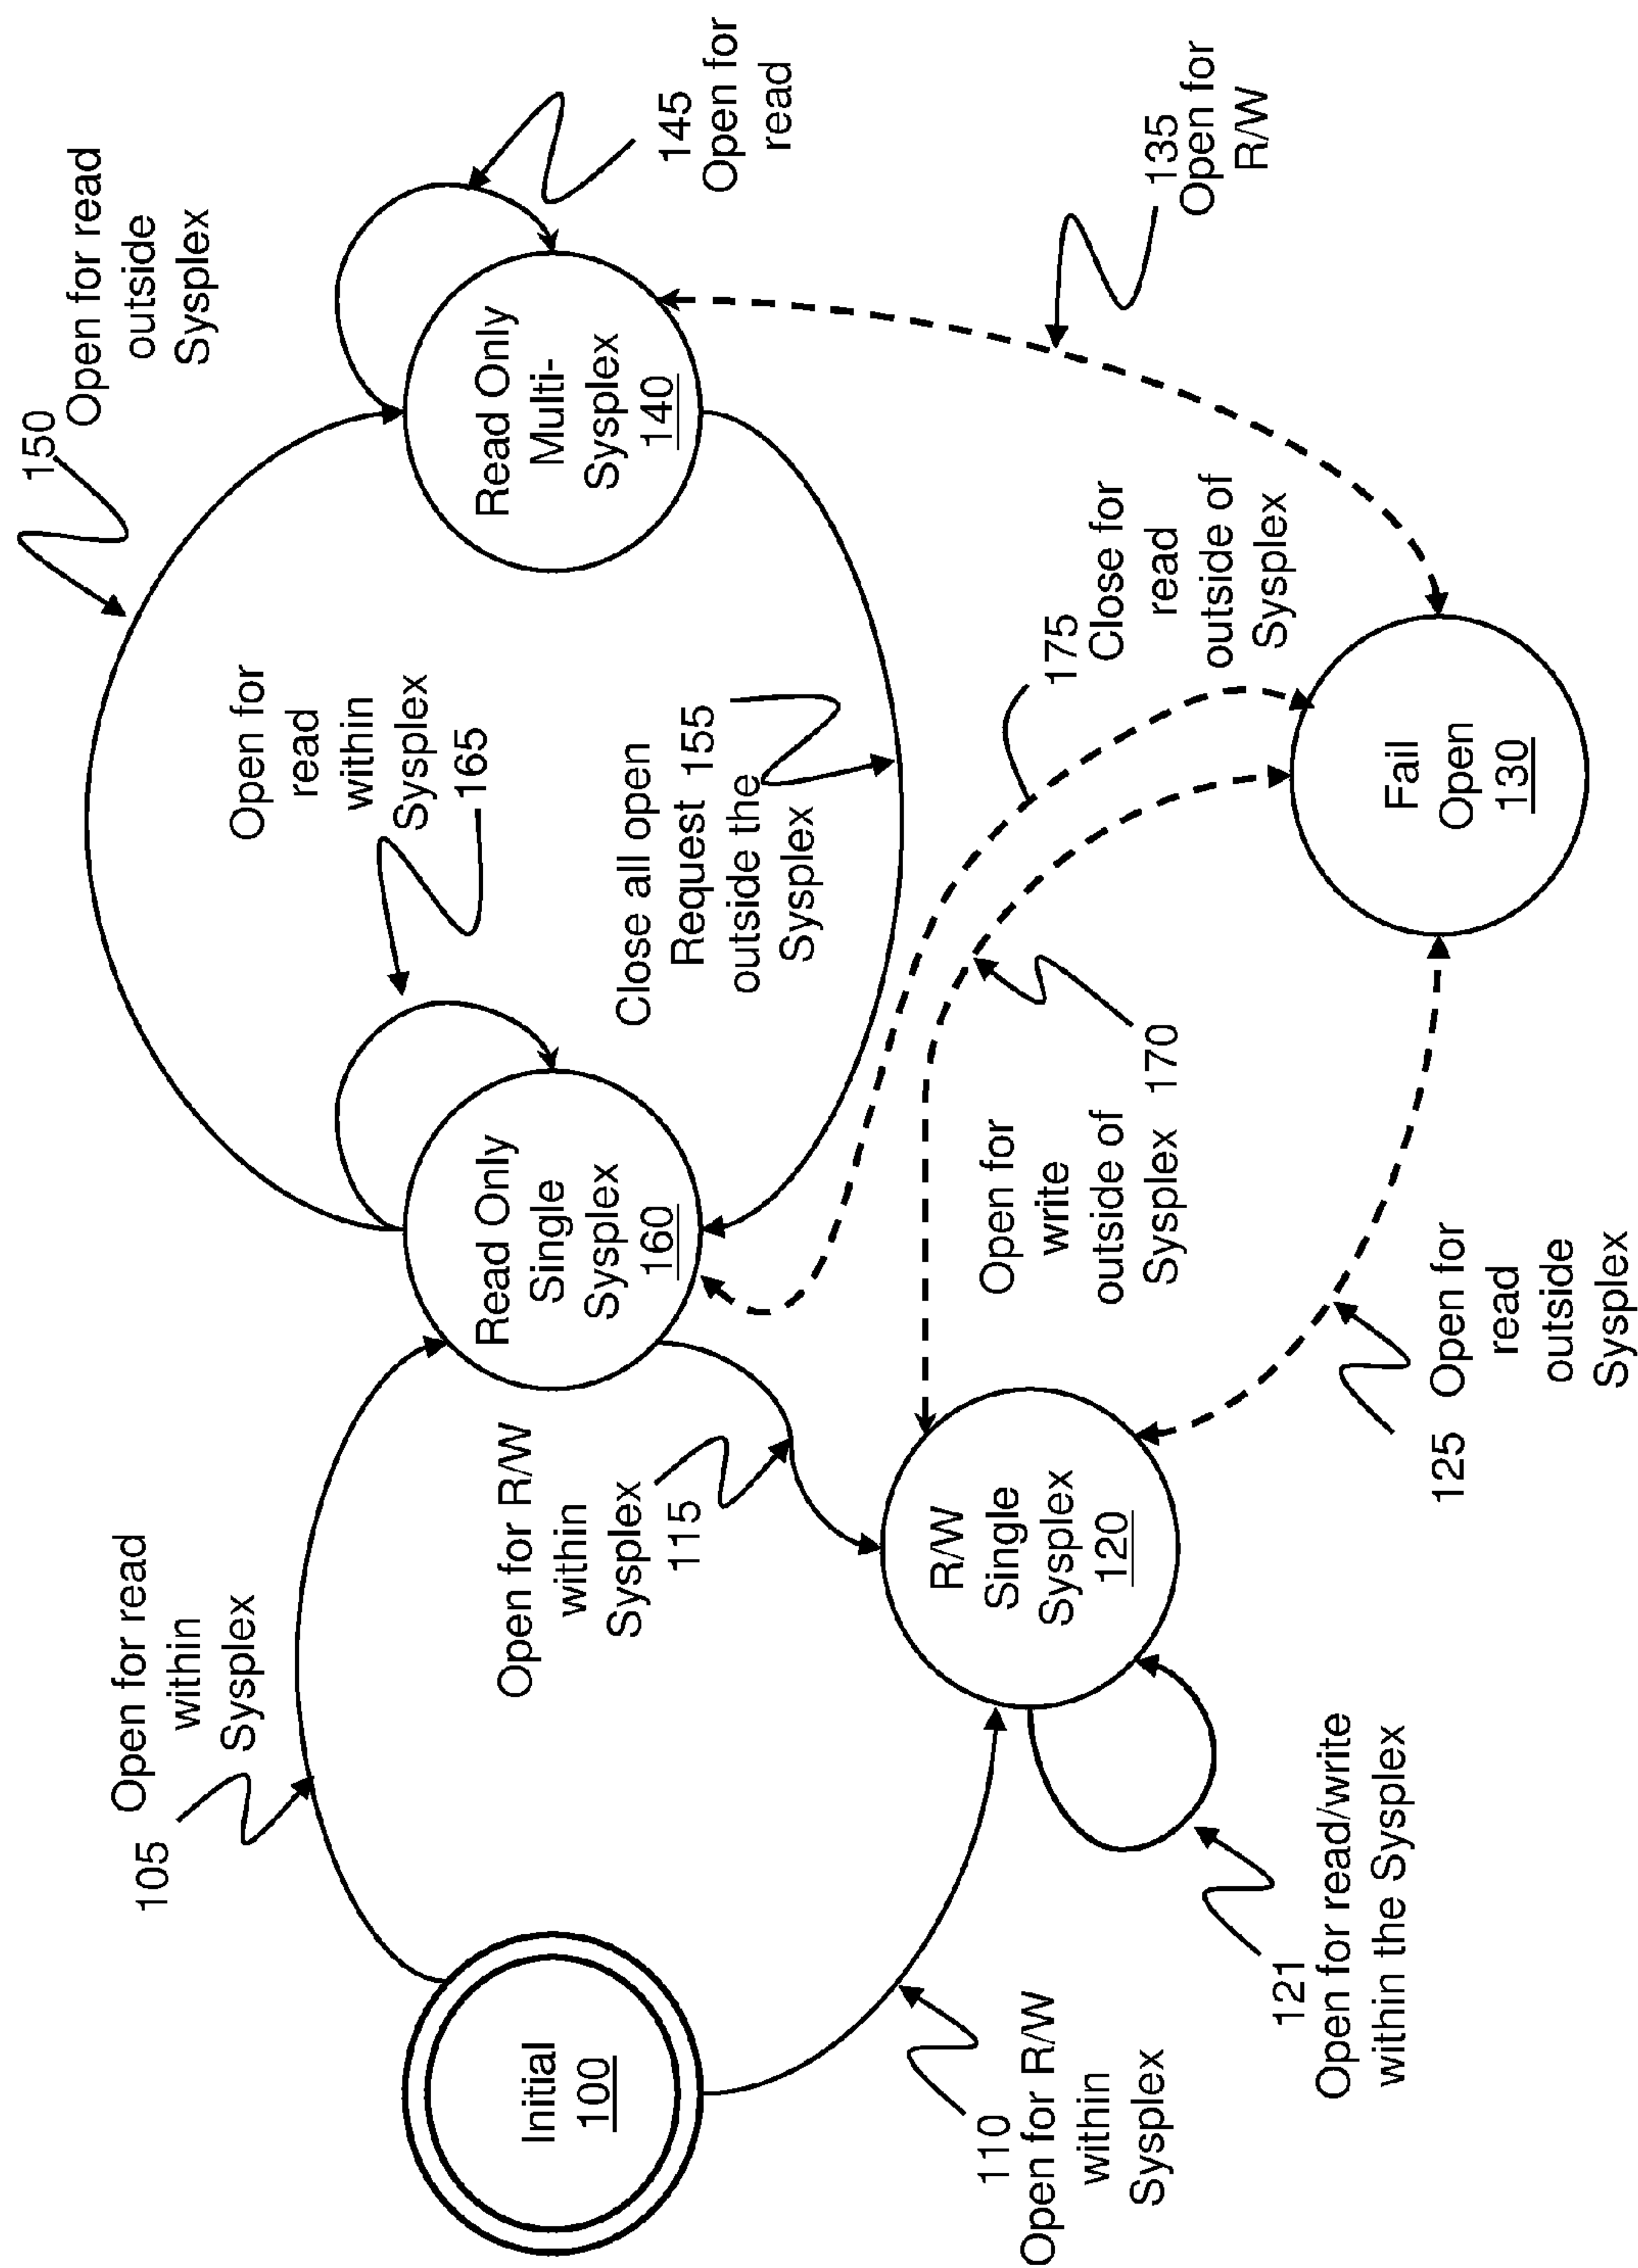 150
Open for read
outside
Sysplex
145
Open for
read
Open for
read
within
Sysplex
165
105
Open for read
within
Sysplex
Read Only
Multi-
Sysplex
140
Read Only
Single
Sysplex
160
Close all open
Request 155
outside the
Sysplex
135
Open for
R/W
Initial
100
Open for R/W
within
Sysplex
115
175
Close for
read
outside of
Sysplex
R/W
Single
Sysplex
120
Open for
write
outside of
Sysplex 170
Fail
Open
130
110
Open for R/W
within
Sysplex
121
Open for read/write
within the Sysplex
125 Open for
read
outside
Sysplex